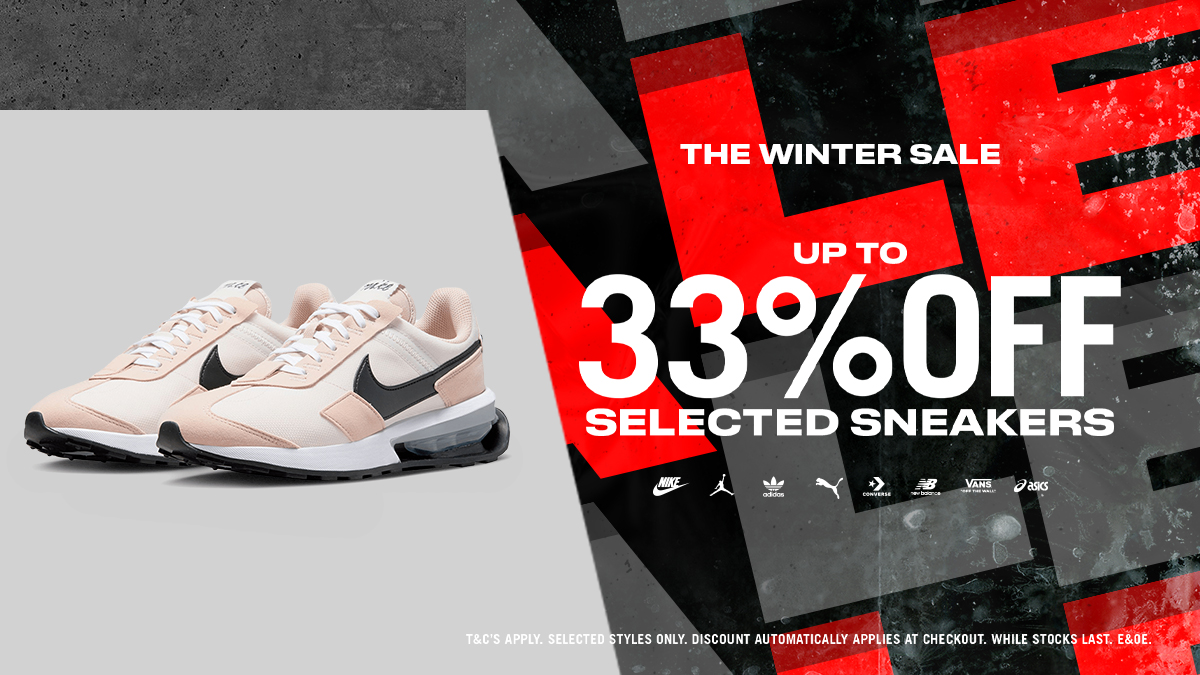 THE WINTER SALE
UP TO
33%OFF
SELECTED SNEAKERS
NIKE
adidas
CONVERSE
NB
new balance
VANS
"OFF THE WALL"
asics
T&C'S APPLY. SELECTED STYLES ONLY. DISCOUNT AUTOMATICALLY APPLIES AT CHECKOUT. WHILE STOCKS LAST. E&OE.